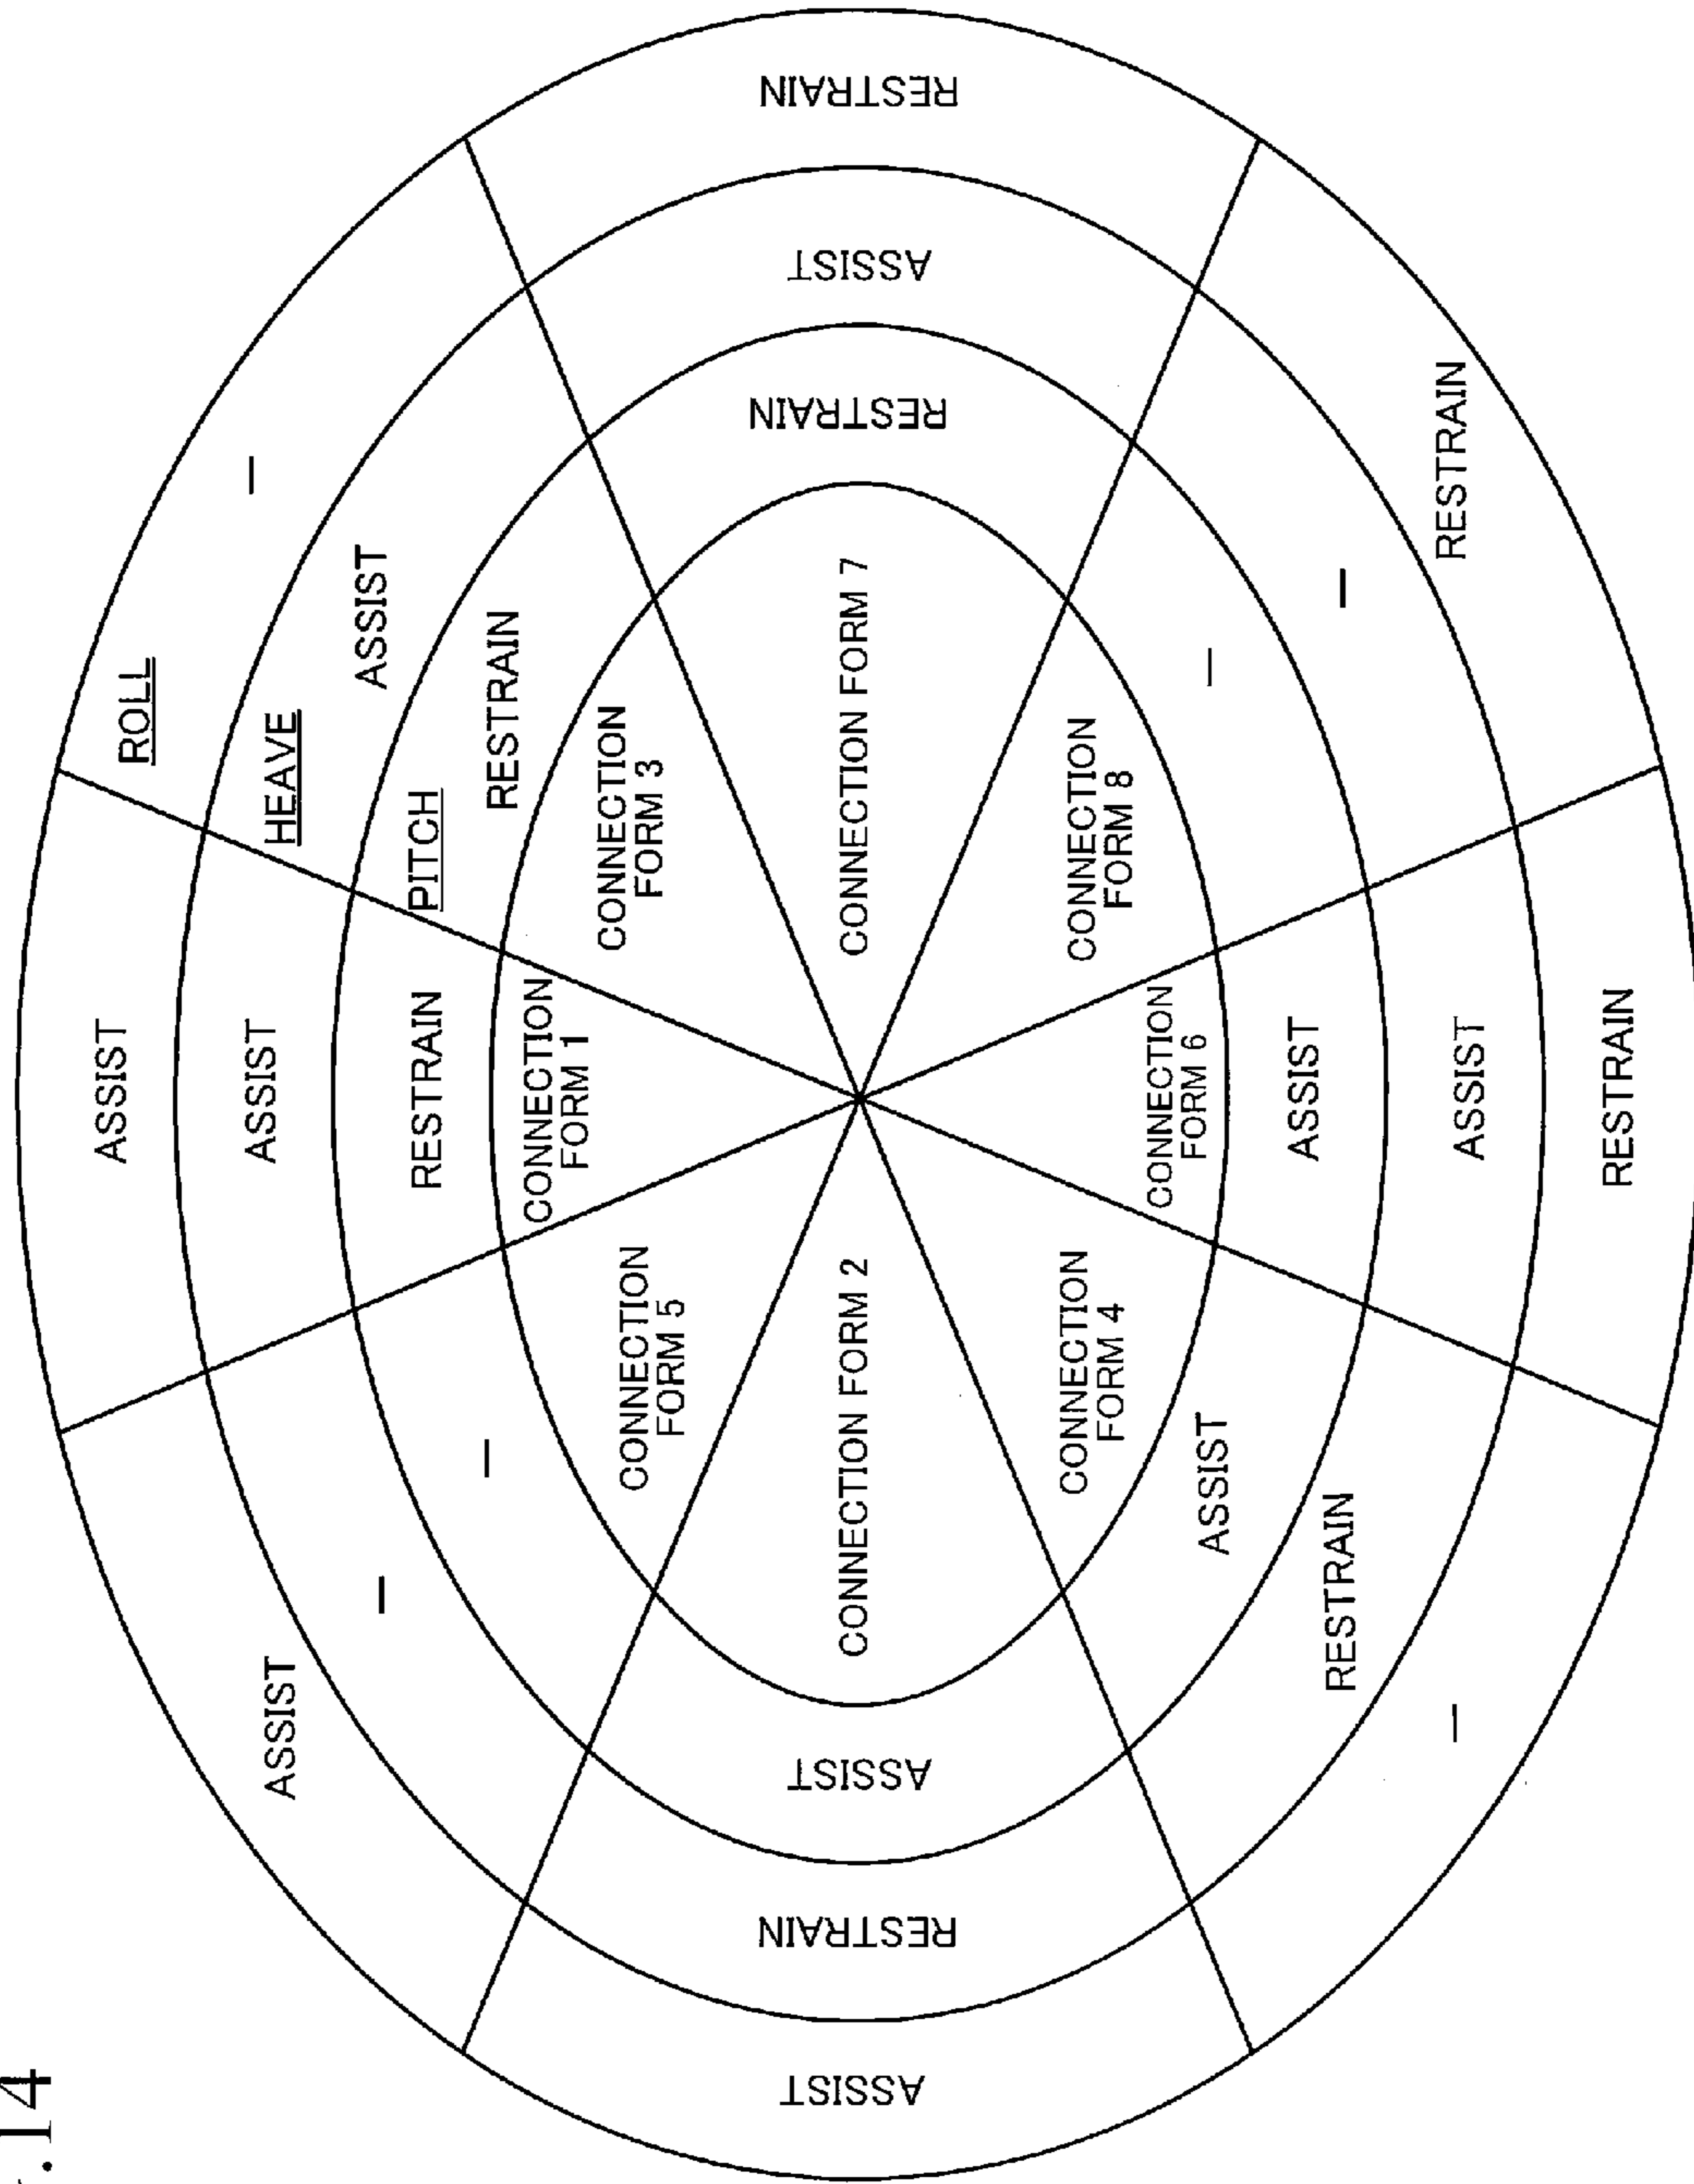 .14
ASSIST
ROLL
ASSIST
ASSIST
HEAVE
—
—
RESTRAIN
PITCH
ASSIST
—
CONNECTION
FORM 1
RESTRAIN
CONNECTION
FORM 5
CONNECTION
FORM 3
ASSIST
RESTRAIN
ASSIST
CONNECTION FORM 2
CONNECTION FORM 7
RESTRAIN
ASSIST
RESTRAIN
CONNECTION
FORM 4
CONNECTION
FORM 8
CONNECTION
FORM 6
ASSIST
—
ASSIST
RESTRAIN
—
—
ASSIST
RESTRAIN
RESTRAIN